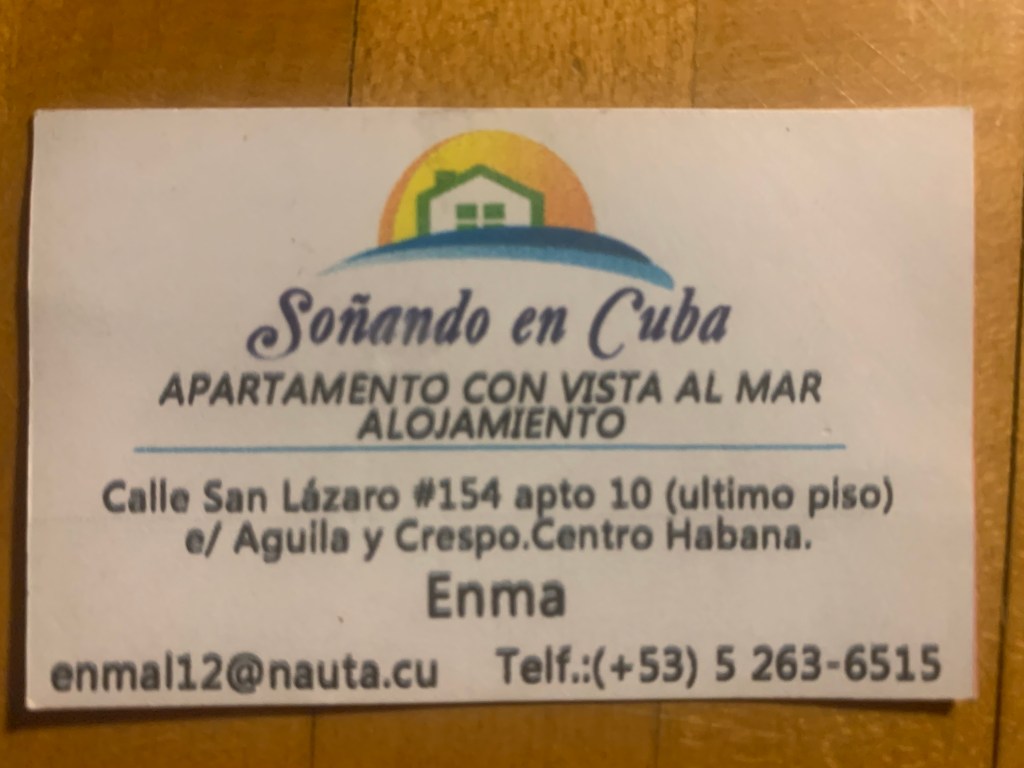 Soñando en Cuba
APARTAMENTO CON VISTA AL MAR
ALOJAMIENTO
Calle San Lázaro #154 apto 10 (ultimo piso)
e/ Aguila y Crespo.Centro Habana.
Enma
enmal12@nauta.cu Telf.:(+53) 5 263-6515